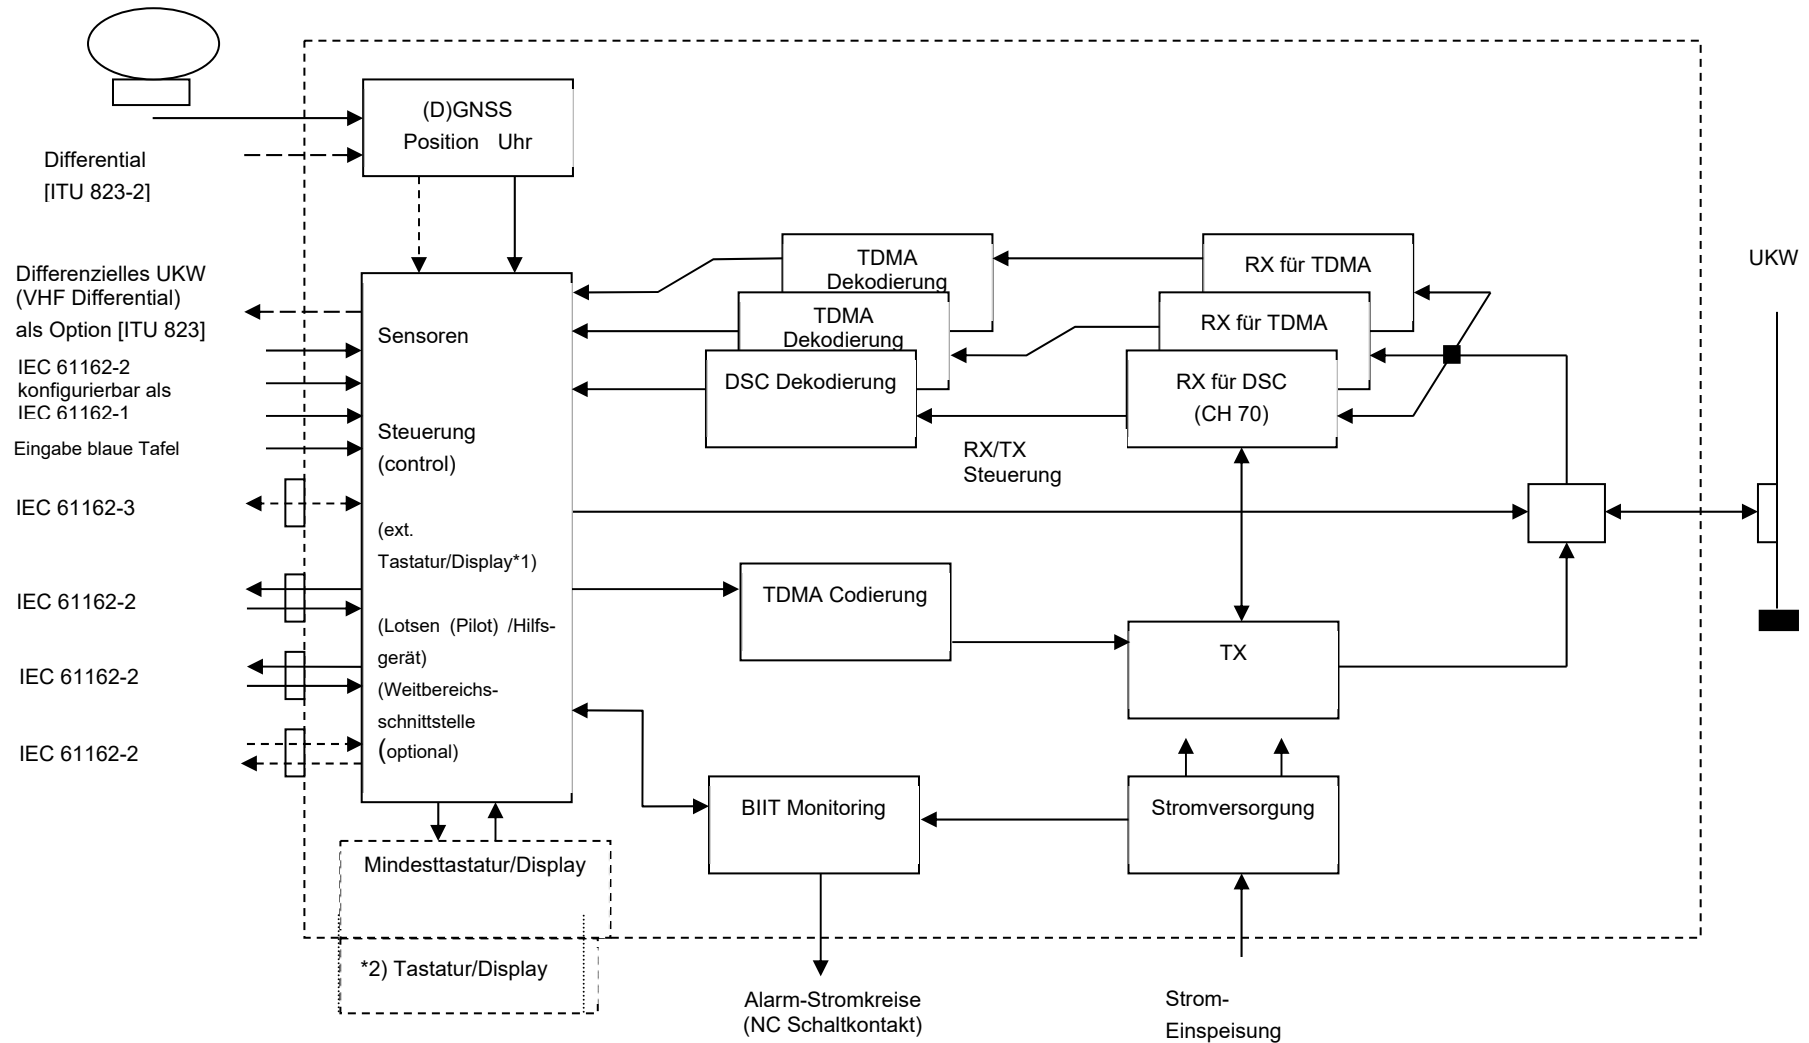 (D)GNSS
Position Uhr
Differential
[ITU 823-2]
Differenzielles UKW
(VHF Differential)
als Option [ITU 823]
IEC 61162-2
konfigurierbar als
IEC 61162-1
Eingabe blaue Tafel
IEC 61162-3
IEC 61162-2
IEC 61162-2
IEC 61162-2
Sensoren
Steuerung
(control)
(ext.
Tastatur/Display*1)
(Lotsen (Pilot) /Hilfs-
gerät)
(Weitbereichs-
schnittstelle
(optional)
TDMA
Dekodierung
TDMA
Dekodierung
DSC Dekodierung
RX für TDMA
RX für TDMA
RX für DSC
(CH 70)
UKW
RX/TX
Steuerung
TDMA Codierung
TX
BIIT Monitoring
Stromversorgung
Mindesttastatur/Display
*2) Tastatur/Display
Alarm-Stromkreise
(NC Schaltkontakt)
Strom-
Einspeisung